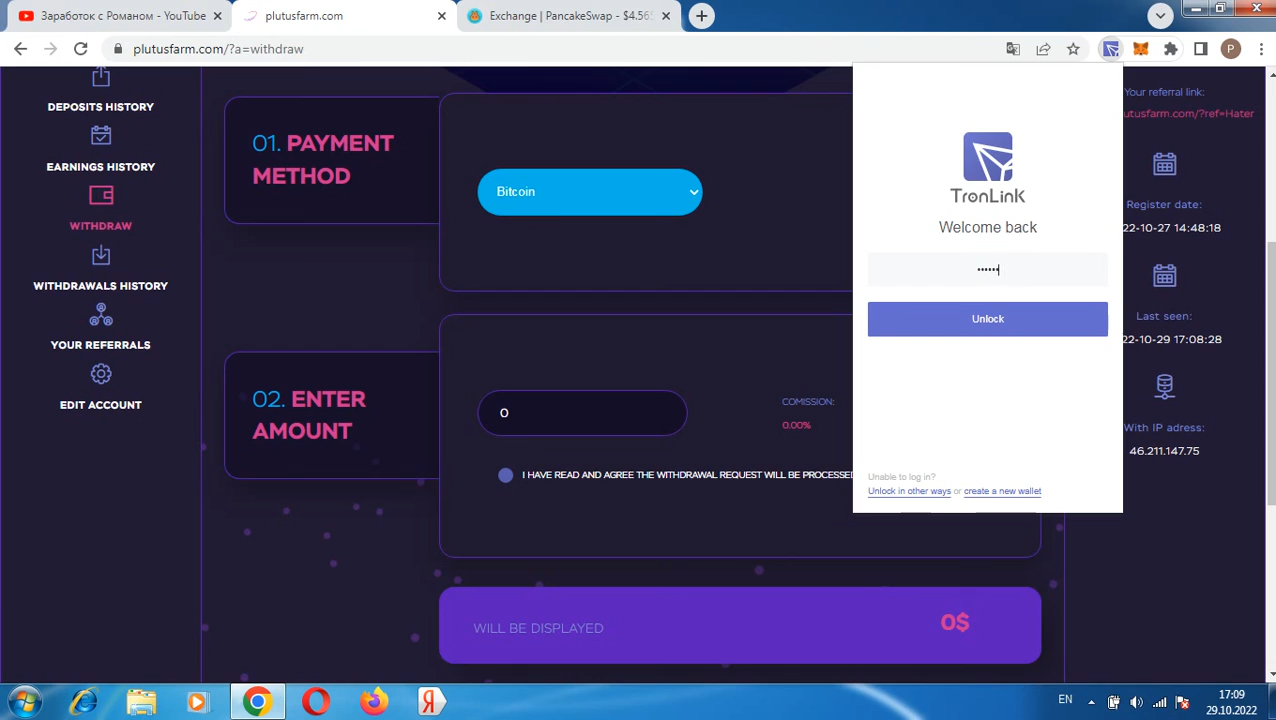 Заработок с Романом - YouTube
plutusfarm.com
Exchange | PancakeSwap - $4.565
plutusfarm.com/?a=withdraw
P
DEPOSITS HISTORY
EARNINGS HISTORY
WITHDRAW
WITHDRAWALS HISTORY
YOUR REFERRALS
EDIT ACCOUNT
01. PAYMENT
METHOD
Bitcoin
02. ENTER
AMOUNT
0
COMISSION:
0.00%
I HAVE READ AND AGREE THE WITHDRAWAL REQUEST WILL BE PROCESSED
WILL BE DISPLAYED
0$
TRONLINK
Welcome back
••••••
Unlock
Unable to log in?
Unlock in other ways or create a new wallet
Your referral link:
utusfarm.com/?ref=Hater
Register date:
22-10-27 14:48:18
Last seen:
22-10-29 17:08:28
With IP adress:
46.211.147.75
EN
17:09
29.10.2022